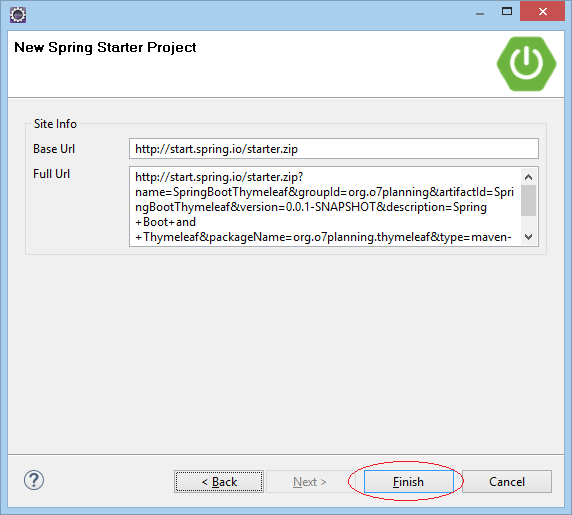 New Spring Starter Project
Site Info
Base Url
http://start.spring.io/starter.zip
Full Url
http://start.spring.io/starter.zip?
name=SpringBootThymeleaf&groupId=org.o7planning&artifactId=Spri
ngBootThymeleaf&version=0.0.1-SNAPSHOT&description=Spring
+Boot+and
+Thymeleaf&packageName=org.o7planning.thymeleaf&type=maven-
?
< Back
Next >
Finish
Cancel